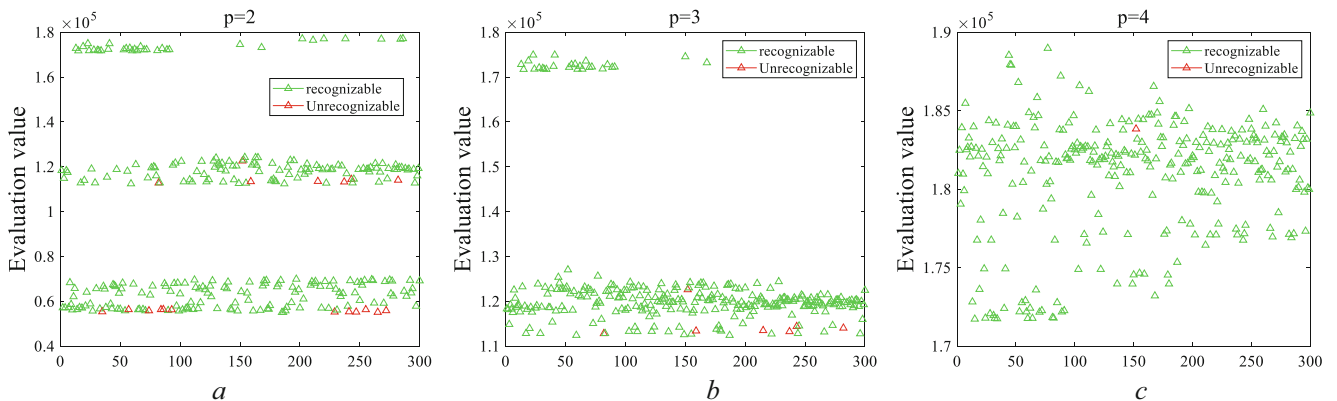 p=2
×10⁵
1.8
1.6
1.4
1.2
1
0.8
0.6
0.4
Evaluation value
recognizable
Unrecognizable
0 50 100 150 200 250 300
a
p=3
×10⁵
1.8
1.7
1.6
1.5
1.4
1.3
1.2
1.1
Evaluation value
recognizable
Unrecognizable
0 50 100 150 200 250 300
b
p=4
×10⁵
1.9
1.85
1.8
1.75
1.7
Evaluation value
recognizable
Unrecognizable
0 50 100 150 200 250 300
c